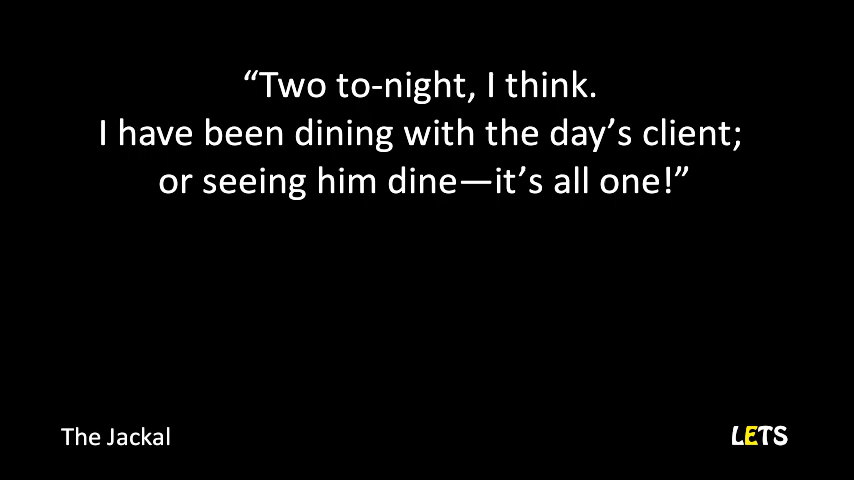 “Two to-night, I think.
I have been dining with the day’s client;
or seeing him dine—it’s all one!”
The Jackal
LETS